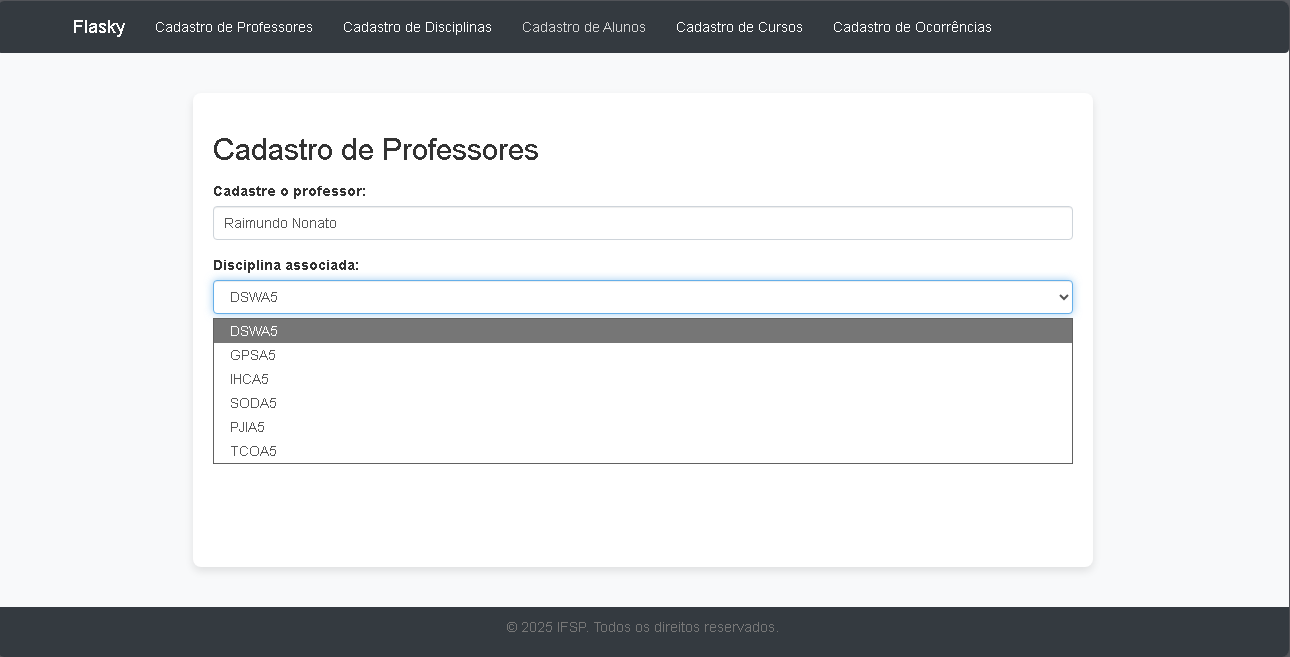 Flasky Cadastro de Professores Cadastro de Disciplinas Cadastro de Alunos Cadastro de Cursos Cadastro de Ocorrências
Cadastro de Professores
Cadastre o professor:
Raimundo Nonato
Disciplina associada:
DSWA5
DSWA5
GPSA5
IHCA5
SODA5
PJIA5
TCOA5
© 2025 IFSP. Todos os direitos reservados.